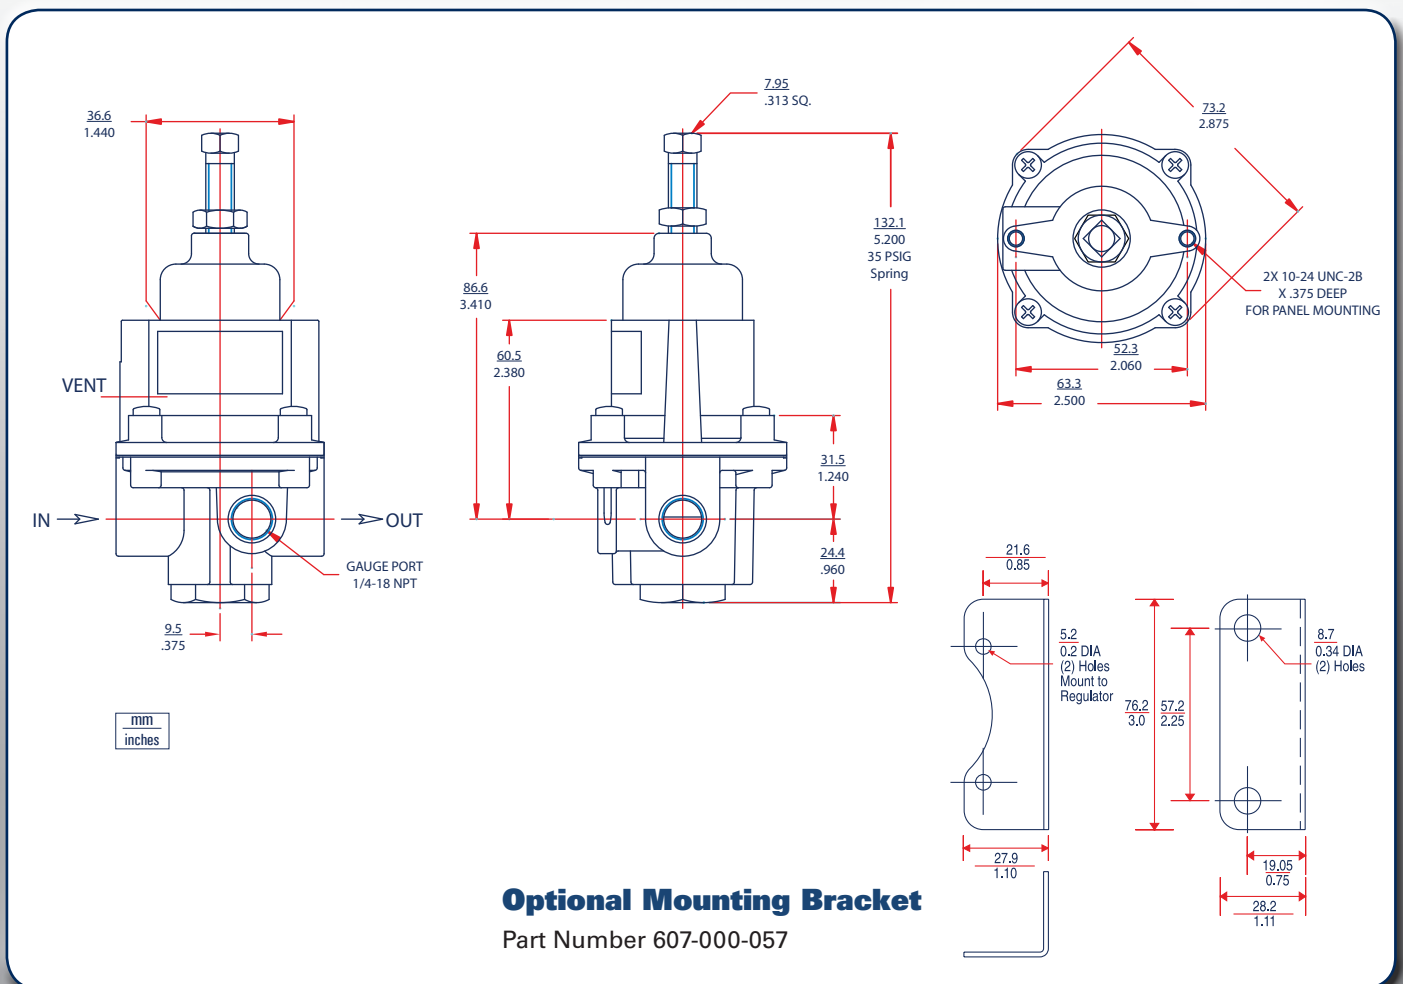 36.6
1.440
VENT
IN
OUT
GAUGE PORT
1/4-18 NPT
9.5
.375
mm
inches
7.95
.313 SQ.
132.1
5.200
35 PSIG
Spring
86.6
3.410
60.5
2.380
31.5
1.240
24.4
.960
73.2
2.875
2X 10-24 UNC-2B
X .375 DEEP
FOR PANEL MOUNTING
52.3
2.060
63.3
2.500
21.6
0.85
5.2
0.2 DIA
(2) Holes
Mount to
Regulator
27.9
1.10
76.2
3.0
57.2
2.25
8.7
0.34 DIA
(2) Holes
19.05
0.75
28.2
1.11
Optional Mounting Bracket
Part Number 607-000-057